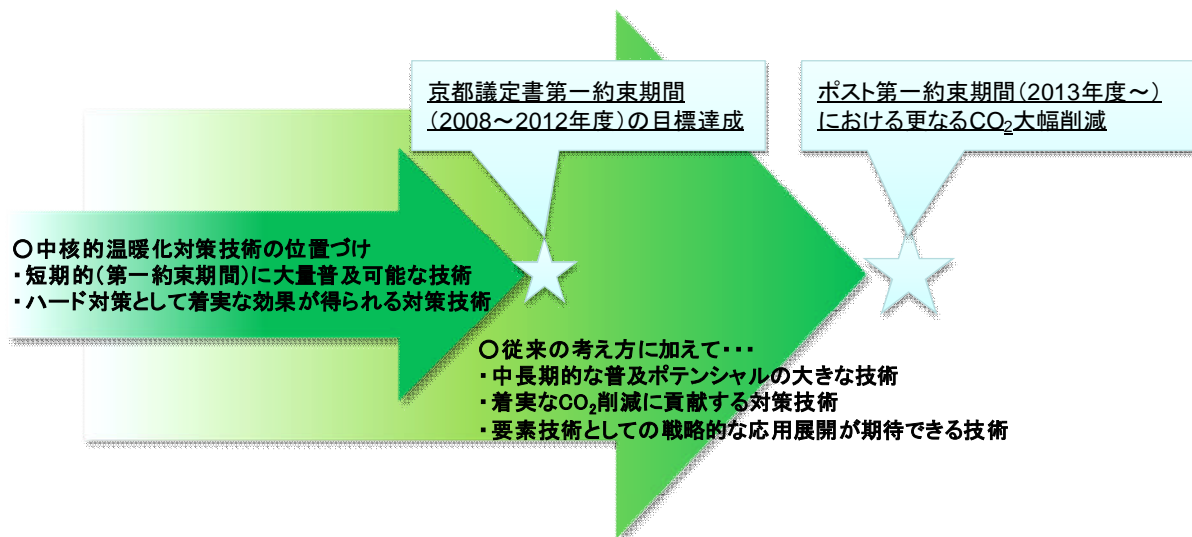 京都議定書第一約束期間
(2008~2012年度)の目標達成
ポスト第一約束期間(2013年度~)
における更なるCO₂大幅削減
○中核的温暖化対策技術の位置づけ
・短期的(第一約束期間)に大量普及可能な技術
・ハード対策として着実な効果が得られる対策技術
○従来の考え方に加えて・・・
・中長期的な普及ポテンシャルの大きな技術
・着実なCO₂削減に貢献する対策技術
・要素技術としての戦略的な応用展開が期待できる技術